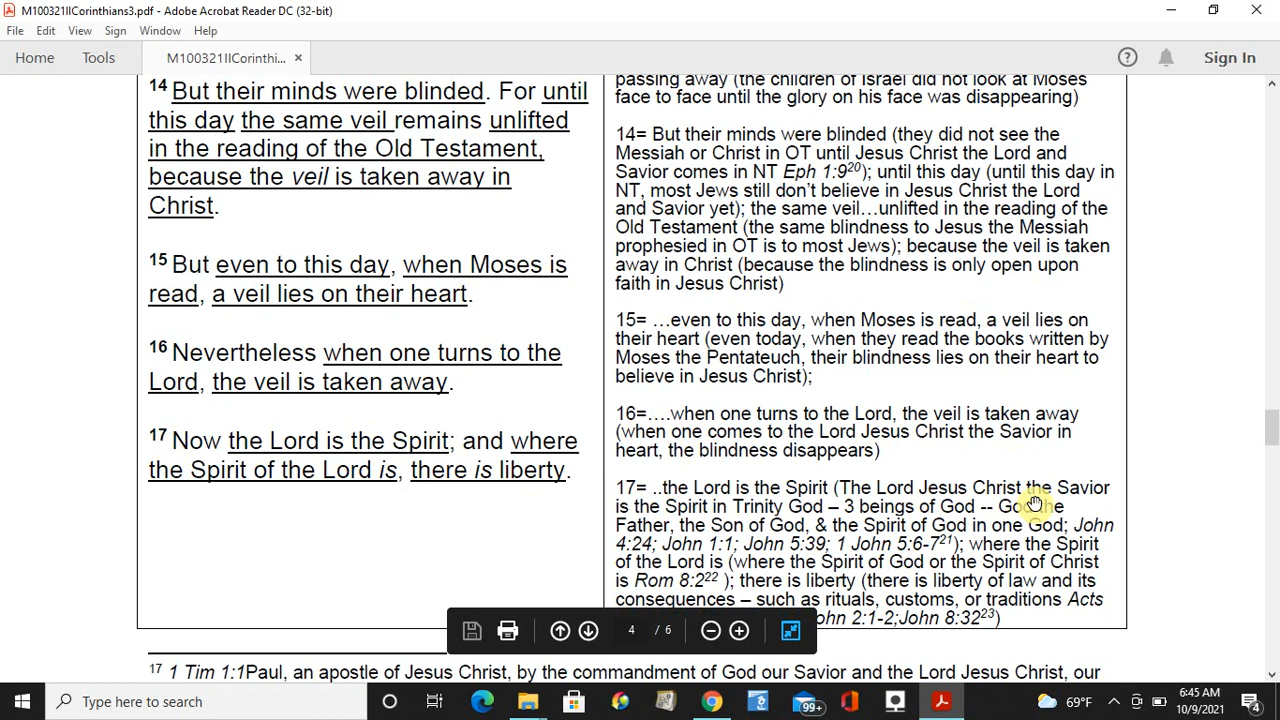 M100321IICorinthians3.pdf - Adobe Acrobat Reader DC (32-bit)
File Edit View Sign Window Help
Home Tools M100321IICorinthi... × Sign In
14 But their minds were blinded. For until
this day the same veil remains unlifted
in the reading of the Old Testament,
because the veil is taken away in
Christ.
15 But even to this day, when Moses is
read, a veil lies on their heart.
16 Nevertheless when one turns to the
Lord, the veil is taken away.
17 Now the Lord is the Spirit; and where
the Spirit of the Lord is, there is liberty.
passing away (the children of Israel did not look at Moses
face to face until the glory on his face was disappearing)
14= But their minds were blinded (they did not see the
Messiah or Christ in OT until Jesus Christ the Lord and
Savior comes in NT Eph 1:920); until this day (until this day in
NT, most Jews still don't believe in Jesus Christ the Lord
and Savior yet); the same veil…unlifted in the reading of the
Old Testament (the same blindness to Jesus the Messiah
prophesied in OT is to most Jews); because the veil is taken
away in Christ (because the blindness is only open upon
faith in Jesus Christ)
15= …even to this day, when Moses is read, a veil lies on
their heart (even today, when they read the books written by
Moses the Pentateuch, their blindness lies on their heart to
believe in Jesus Christ);
16=….when one turns to the Lord, the veil is taken away
(when one comes to the Lord Jesus Christ the Savior in
heart, the blindness disappears)
17= ..the Lord is the Spirit (The Lord Jesus Christ the Savior
is the Spirit in Trinity God – 3 beings of God -- God the
Father, the Son of God, & the Spirit of God in one God; John
4:24; John 1:1; John 5:39; 1 John 5:6-721); where the Spirit
of the Lord is (where the Spirit of God or the Spirit of Christ
is Rom 8:222 ); there is liberty (there is liberty of law and its
consequences – such as rituals, customs, or traditions Acts
2:1-2;John 8:3223)
4 / 6
17 1 Tim 1:1Paul, an apostle of Jesus Christ, by the commandment of God our Savior and the Lord Jesus Christ, our
Type here to search
99+
69°F
6:45 AM
10/9/2021
4